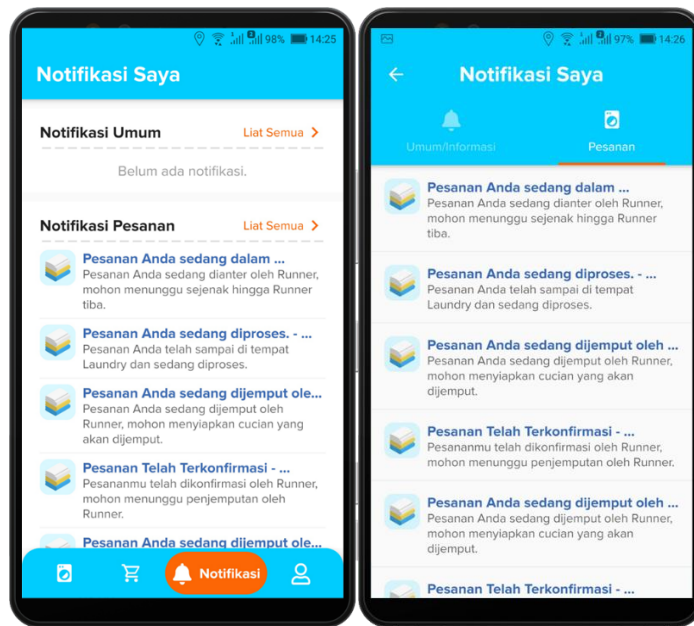 98% 14:25
Notifikasi Saya
Notifikasi Umum Liat Semua
Belum ada notifikasi.
Notifikasi Pesanan Liat Semua
Pesanan Anda sedang dalam ...
Pesanan Anda sedang dianter oleh Runner,
mohon menunggu sejenak hingga Runner
tiba.
Pesanan Anda sedang diproses. - ...
Pesanan Anda telah sampai di tempat
Laundry dan sedang diproses.
Pesanan Anda sedang dijemput ole...
Pesanan Anda sedang dijemput oleh
Runner, mohon menyiapkan cucian yang
akan dijemput.
Pesanan Telah Terkonfirmasi - ...
Pesananmu telah dikonfirmasi oleh Runner,
mohon menunggu penjemputan oleh
Runner.
Pesanan Anda sedang dijemput ole...
Notifikasi
97% 14:26
Notifikasi Saya
Umum/Informasi Pesanan
Pesanan Anda sedang dalam ...
Pesanan Anda sedang dianter oleh Runner,
mohon menunggu sejenak hingga Runner
tiba.
Pesanan Anda sedang diproses. - ...
Pesanan Anda telah sampai di tempat
Laundry dan sedang diproses.
Pesanan Anda sedang dijemput oleh ...
Pesanan Anda sedang dijemput oleh Runner,
mohon menyiapkan cucian yang akan
dijemput.
Pesanan Telah Terkonfirmasi - ...
Pesananmu telah dikonfirmasi oleh Runner,
mohon menunggu penjemputan oleh Runner.
Pesanan Anda sedang dijemput oleh ...
Pesanan Anda sedang dijemput oleh Runner,
mohon menyiapkan cucian yang akan
dijemput.
Pesanan Telah Terkonfirmasi - ...